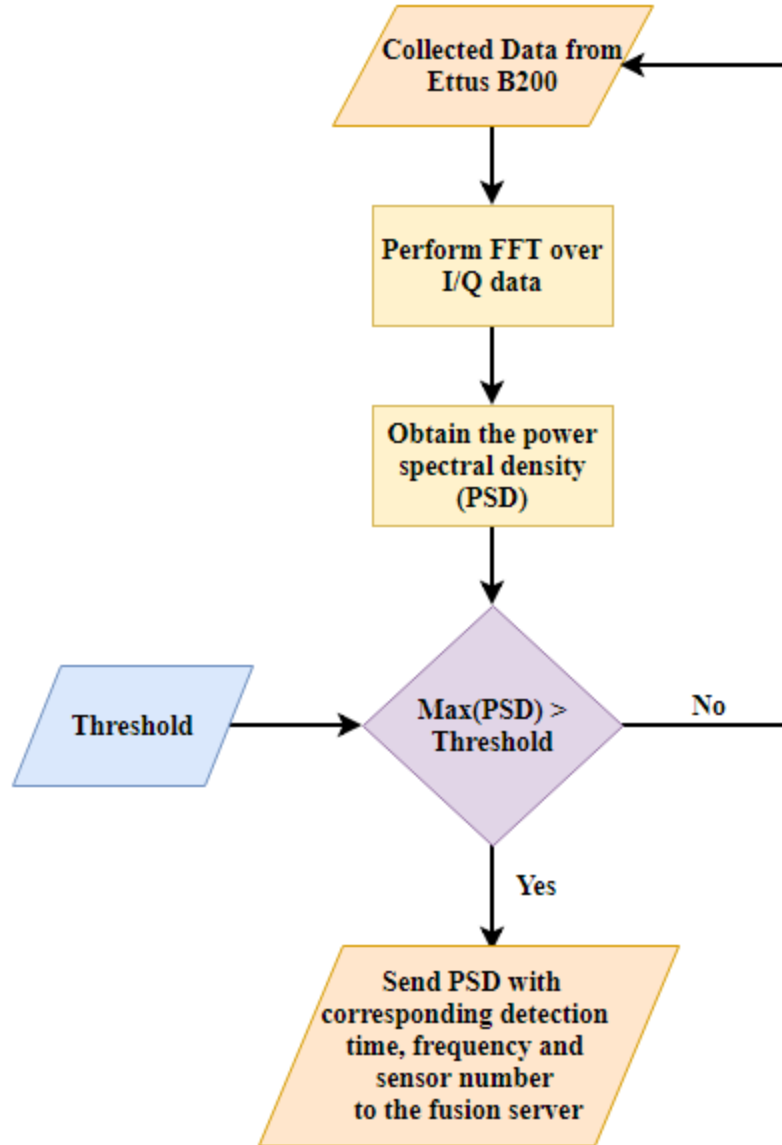 Collected Data from
Ettus B200
Perform FFT over
I/Q data
Obtain the power
spectral density
(PSD)
Threshold
Max(PSD) >
Threshold
No
Yes
Send PSD with
corresponding detection
time, frequency and
sensor number
to the fusion server